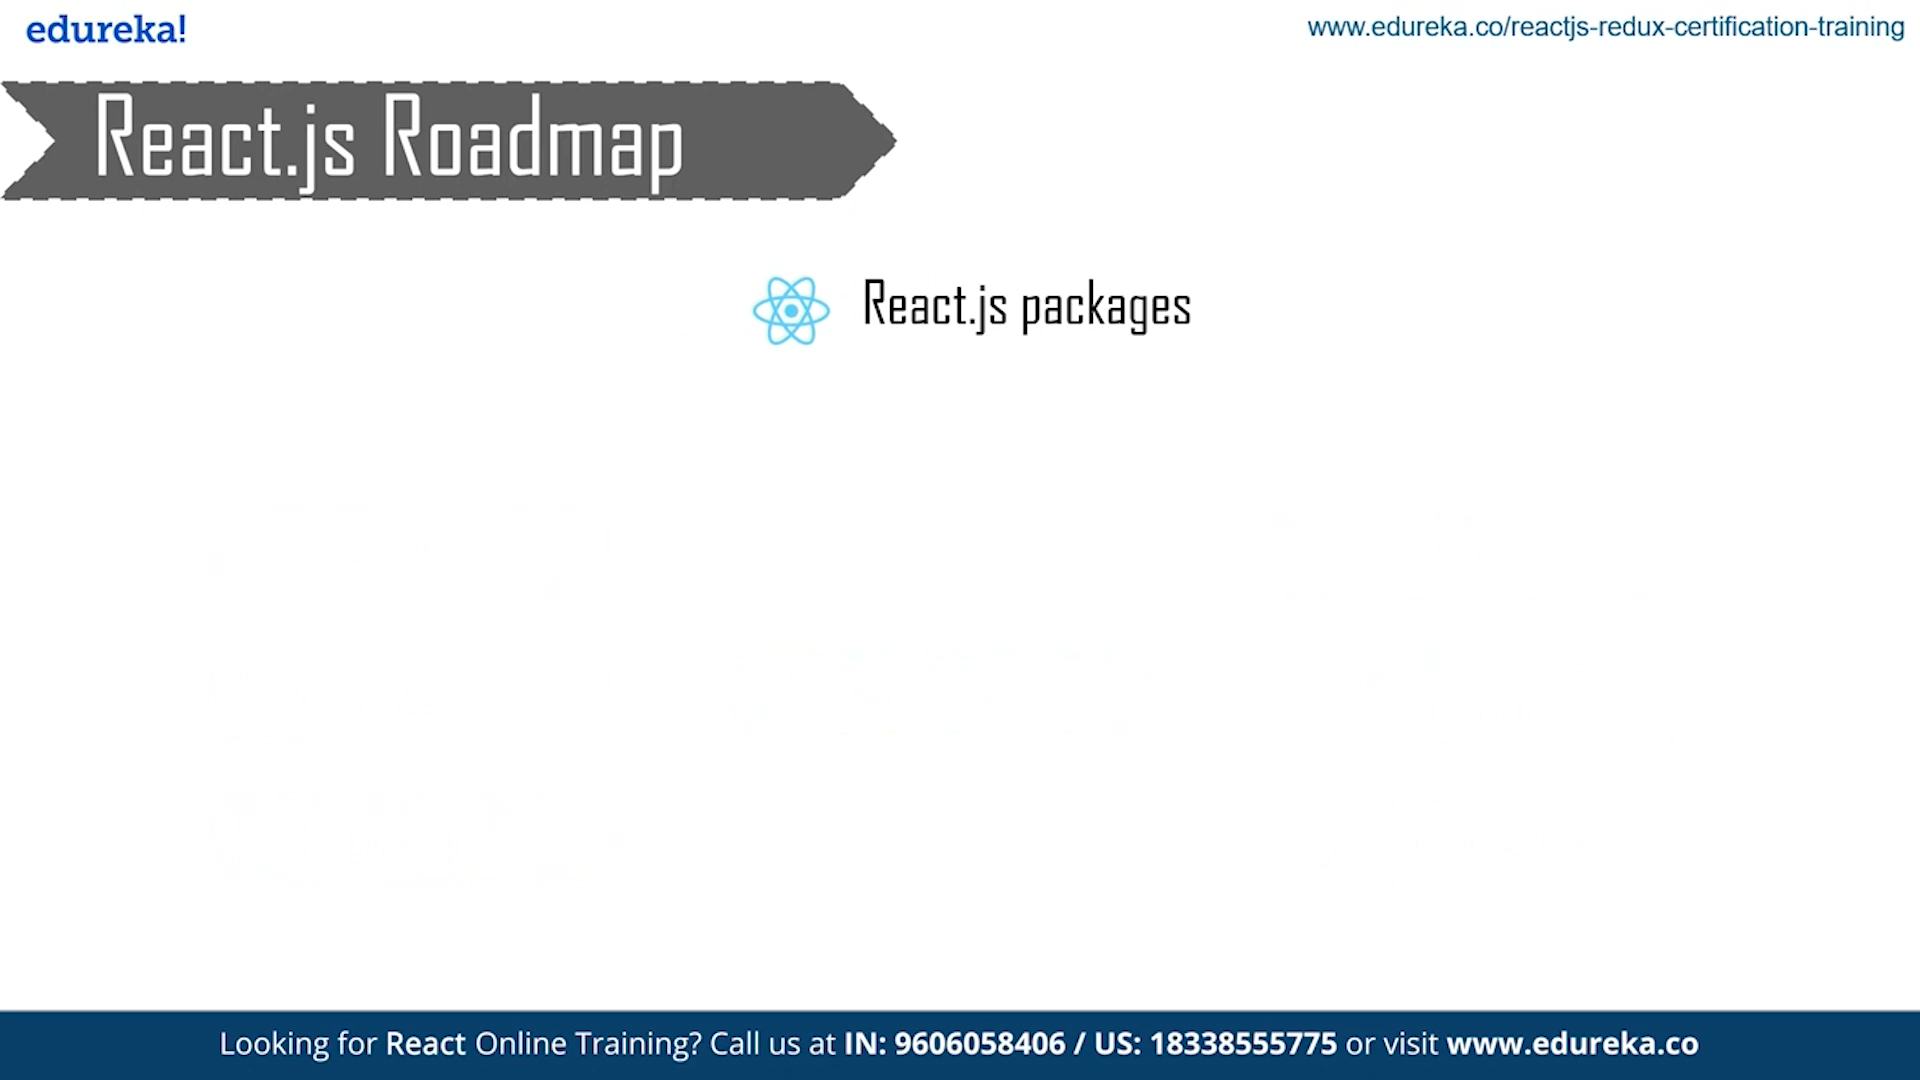 edureka!
www.edureka.co/reactjs-redux-certification-training
React.js Roadmap
React.js packages
Looking for React Online Training? Call us at IN: 9606058406 / US: 18338555775 or visit www.edureka.co